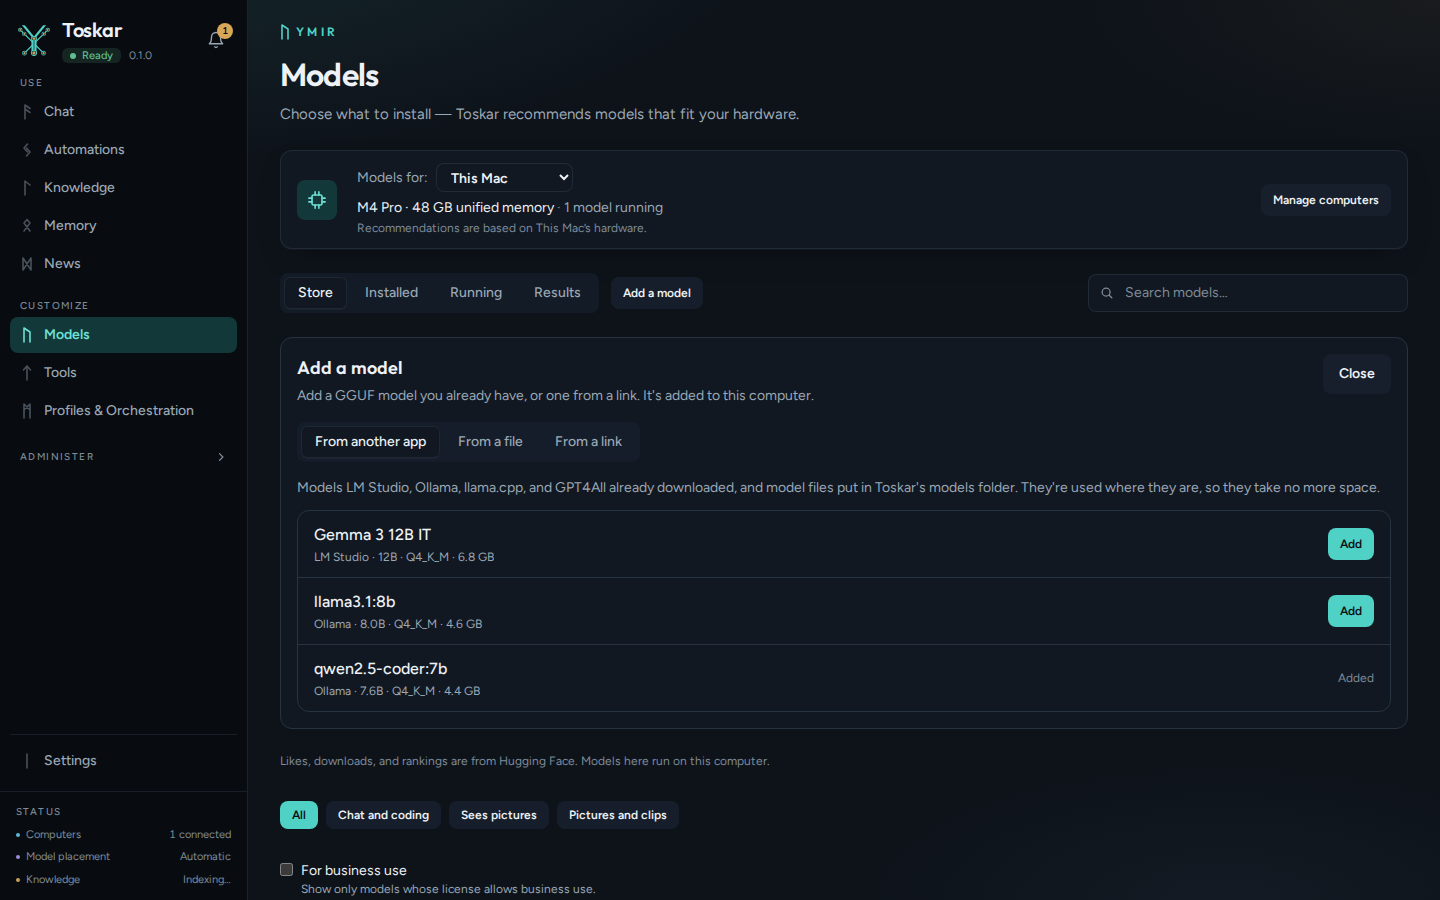 Toskar
Ready 0.1.0
1
USE
Chat
Automations
Knowledge
Memory
News
CUSTOMIZE
Models
Tools
Profiles & Orchestration
ADMINISTER
Settings
STATUS
Computers 1 connected
Model placement Automatic
Knowledge Indexing...
YMIR
Models
Choose what to install — Toskar recommends models that fit your hardware.
Models for: This Mac
M4 Pro · 48 GB unified memory · 1 model running
Recommendations are based on This Mac's hardware.
Manage computers
Store Installed Running Results Add a model
Search models...
Add a model
Add a GGUF model you already have, or one from a link. It's added to this computer.
Close
From another app From a file From a link
Models LM Studio, Ollama, llama.cpp, and GPT4All already downloaded, and model files put in Toskar's models folder. They're used where they are, so they take no more space.
Gemma 3 12B IT
LM Studio · 12B · Q4_K_M · 6.8 GB
Add
llama3.1:8b
Ollama · 8.0B · Q4_K_M · 4.6 GB
Add
qwen2.5-coder:7b
Ollama · 7.6B · Q4_K_M · 4.4 GB
Added
Likes, downloads, and rankings are from Hugging Face. Models here run on this computer.
All Chat and coding Sees pictures Pictures and clips
For business use
Show only models whose license allows business use.